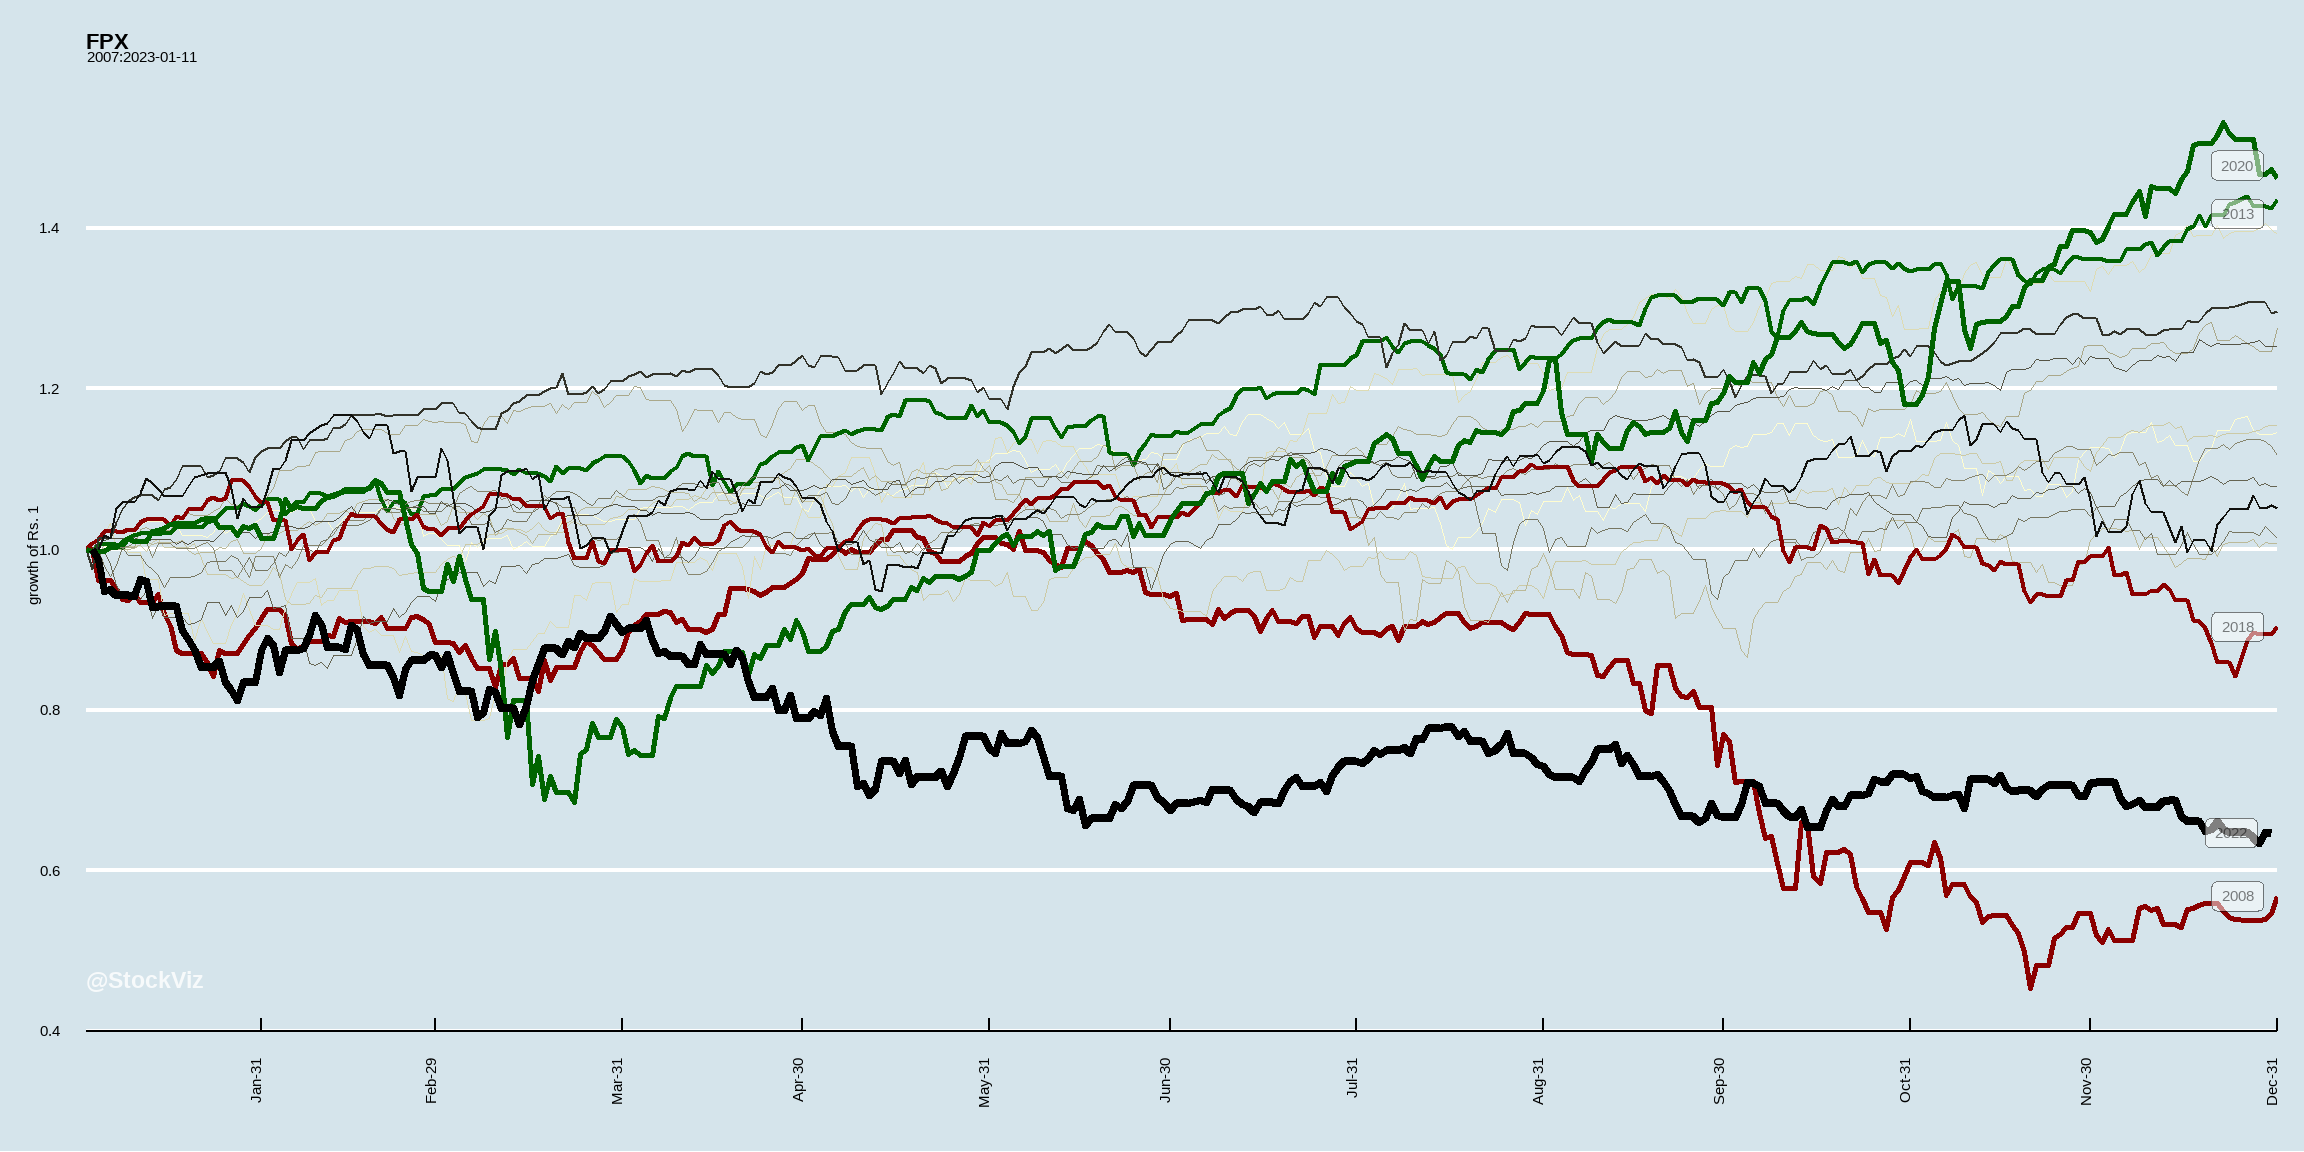 FPX
2007:2023-01-11
growth of Rs. 1
1.4
1.2
1.0
0.8
0.6
0.4
2020
2013
2018
2022
2008
@StockViz
Jan-31
Feb-29
Mar-31
Apr-30
May-31
Jun-30
Jul-31
Aug-31
Sep-30
Oct-31
Nov-30
Dec-31